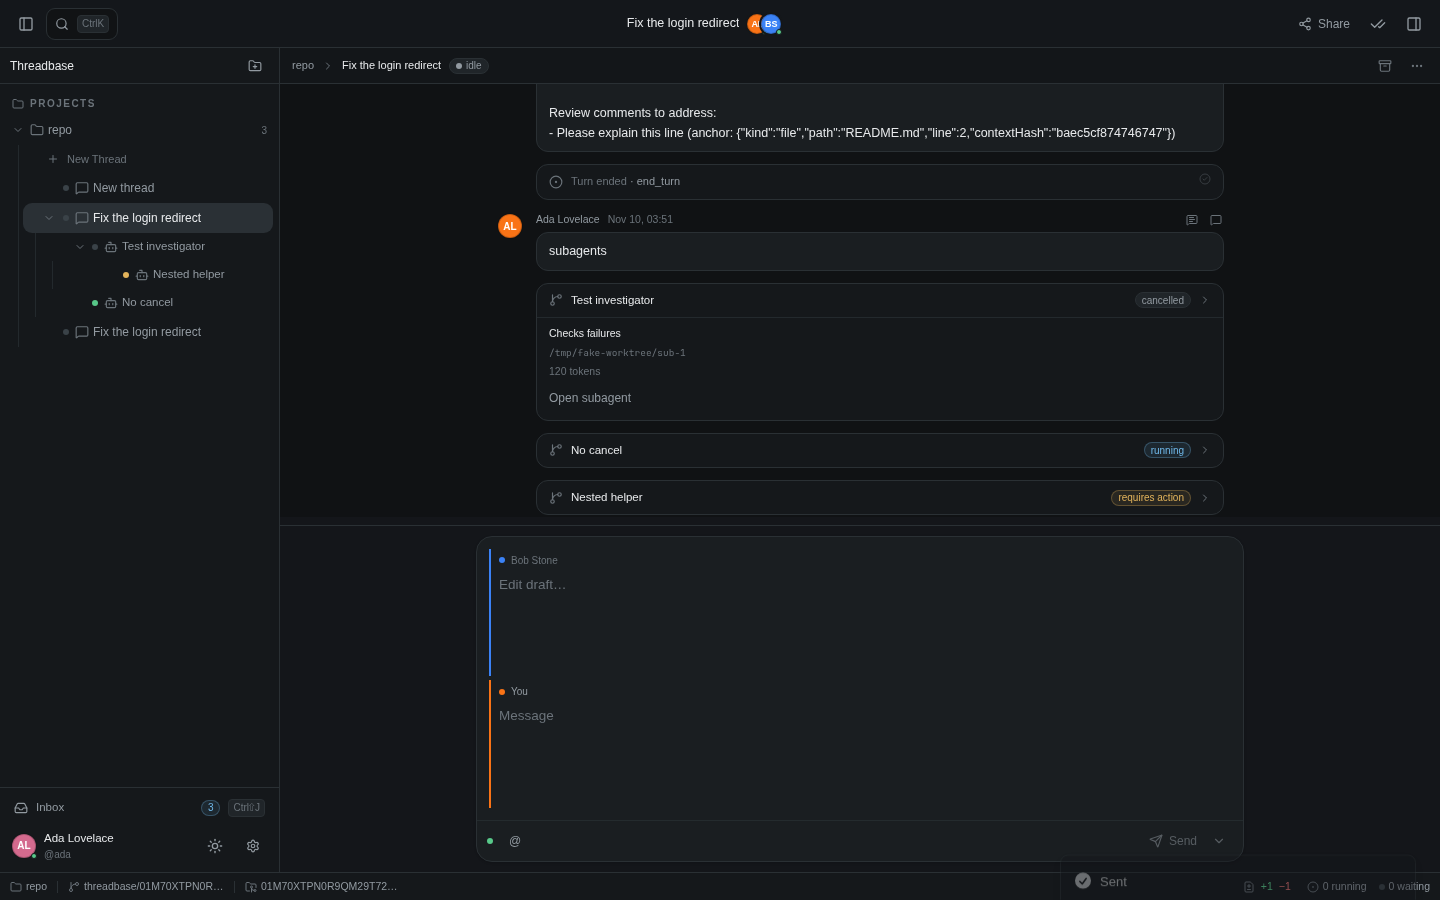 CtrlK
Fix the login redirect
BS
Share
Threadbase
repo
Fix the login redirect
idle
PROJECTS
repo
3
New Thread
New thread
Fix the login redirect
Test investigator
Nested helper
No cancel
Fix the login redirect
Review comments to address:
- Please explain this line (anchor: {"kind":"file","path":"README.md","line":2,"contextHash":"baec5cf874746747"})
Turn ended · end_turn
AL
Ada Lovelace Nov 10, 03:51
subagents
Test investigator
cancelled
Checks failures
/tmp/fake-worktree/sub-1
120 tokens
Open subagent
No cancel
running
Nested helper
requires action
Bob Stone
Edit draft…
You
Message
@
Send
Inbox
3
Ctrl⇧J
AL
Ada Lovelace
@ada
repo
threadbase/01M70XTPN0R…
01M70XTPN0R9QM29T72…
Sent
+1 −1
0 running
0 waiting